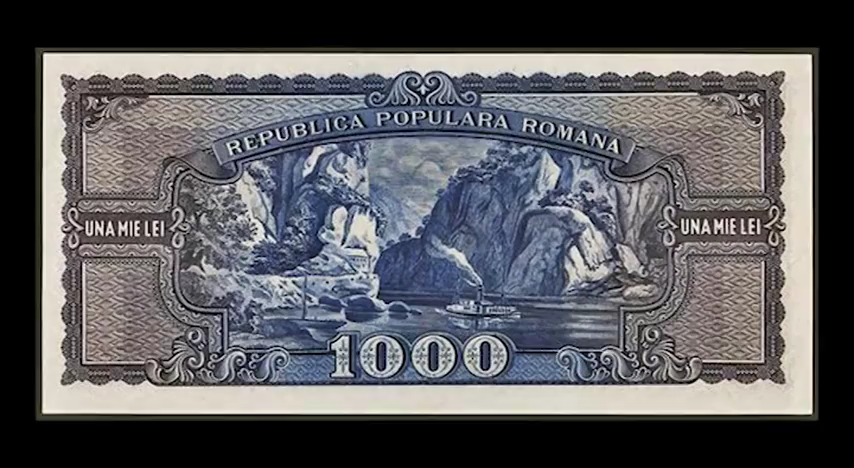 REPUBLICA POPULARA ROMANA
UNA MIE LEI
UNA MIE LEI
1000